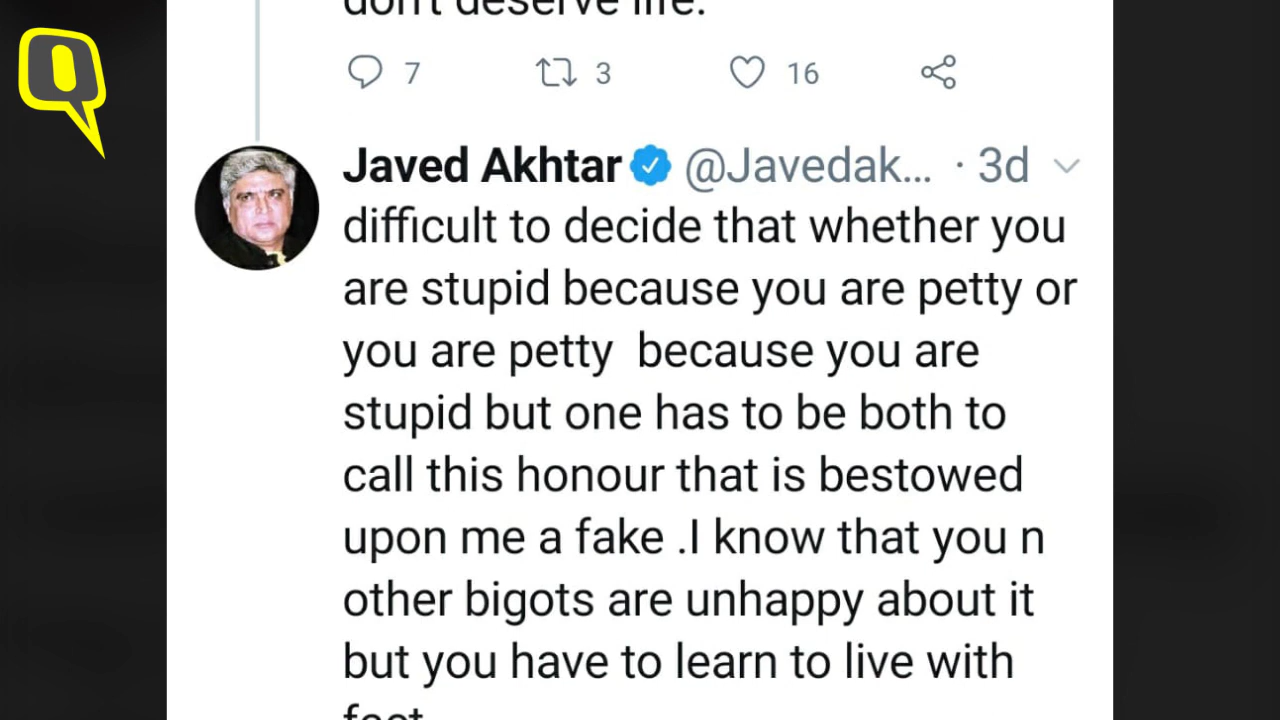 don't deserve life.
7 3 16
Javed Akhtar @Javedak... · 3d
difficult to decide that whether you
are stupid because you are petty or
you are petty  because you are
stupid but one has to be both to
call this honour that is bestowed
upon me a fake .I know that you n
other bigots are unhappy about it
but you have to learn to live with